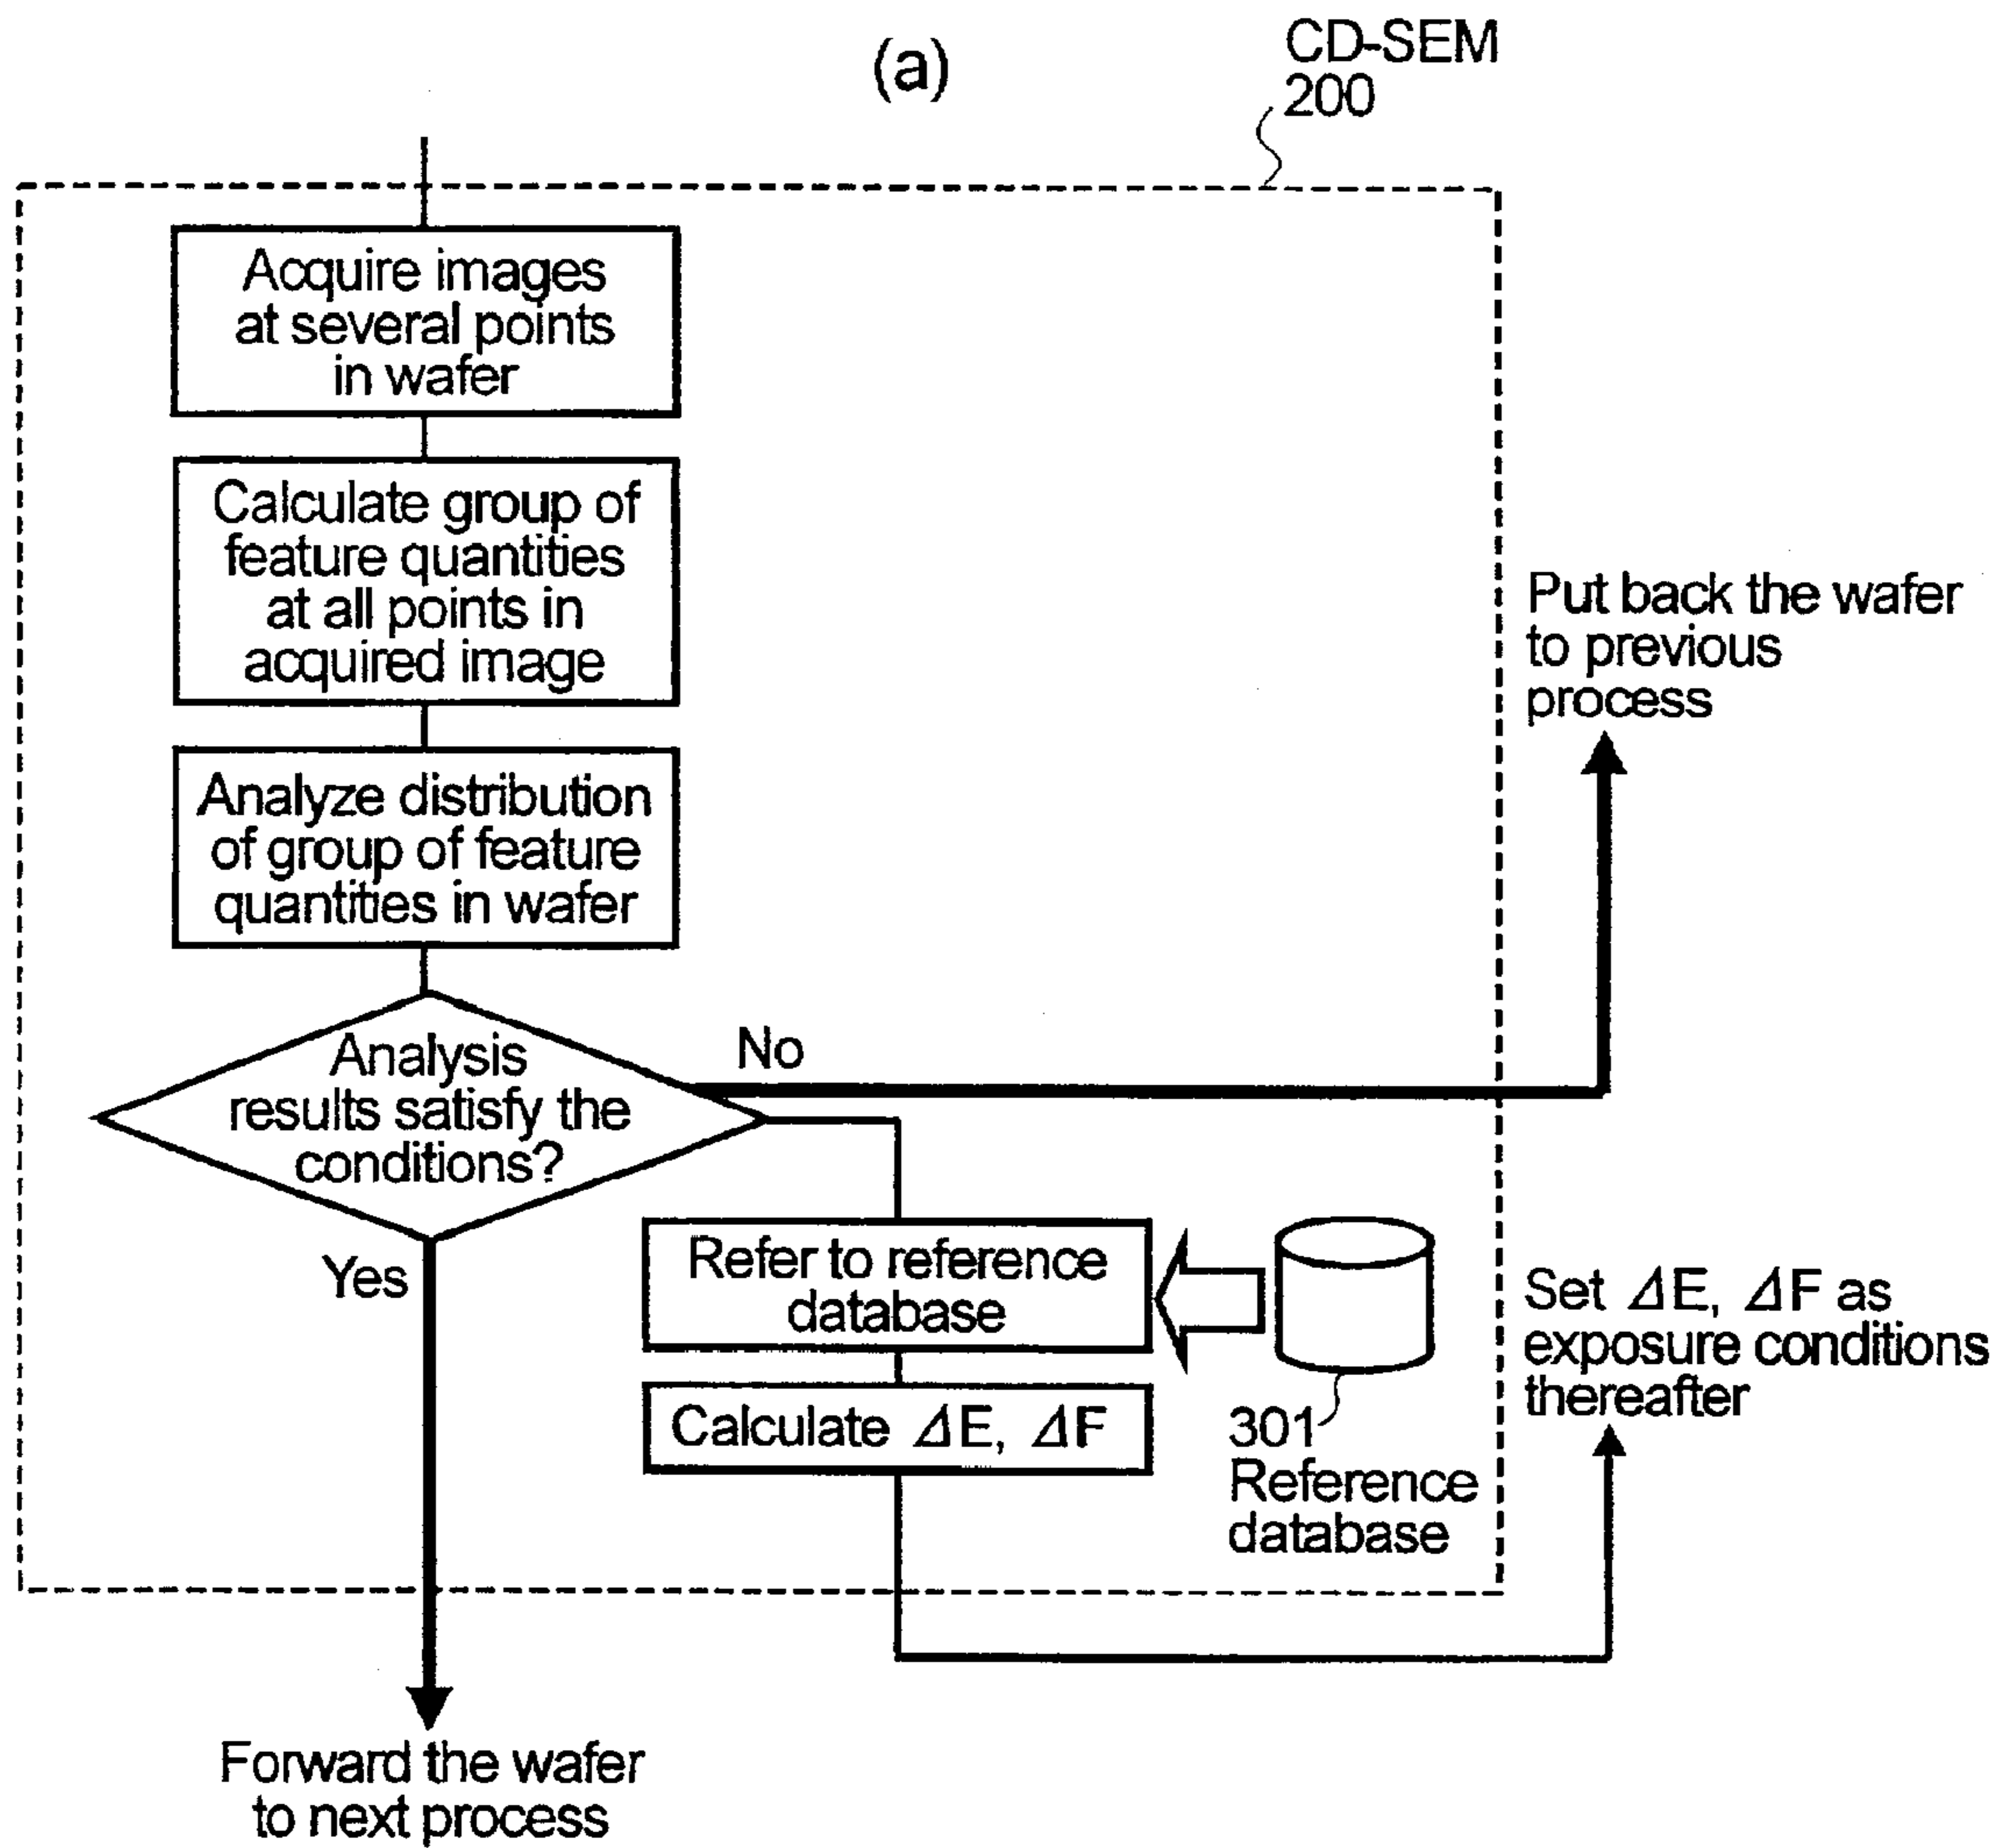 (a)
CD-SEM
200
Acquire images
at several points
in wafer
Calculate group of
feature quantities
at all points in
acquired image
Analyze distribution
of group of feature
quantities in wafer
Put back the wafer
to previous
process
Analysis
results satisfy the
conditions?
No
Yes
Refer to reference
database
Calculate ΔE, ΔF
301
Reference
database
Set ΔE, ΔF as
exposure conditions
thereafter
Forward the wafer
to next process